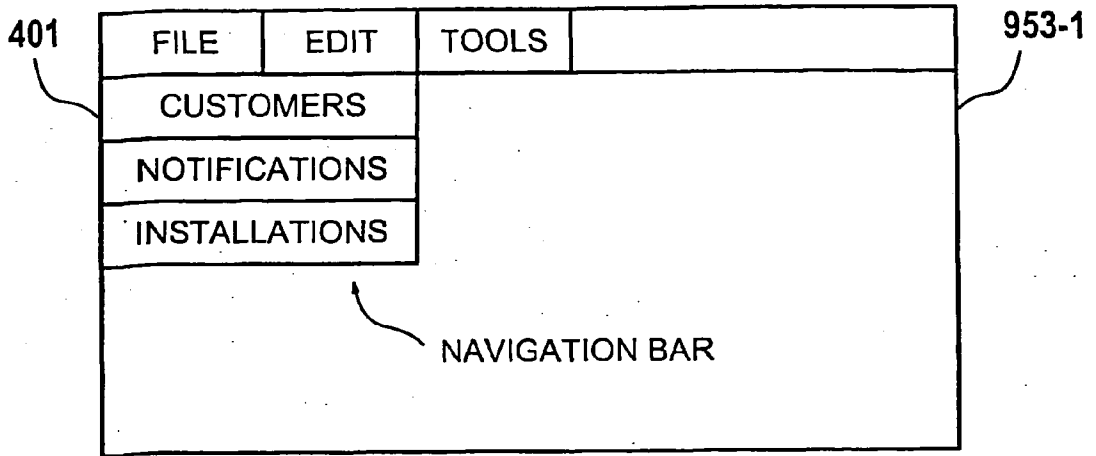 401 FILE EDIT TOOLS 953-1
CUSTOMERS
NOTIFICATIONS
INSTALLATIONS
NAVIGATION BAR